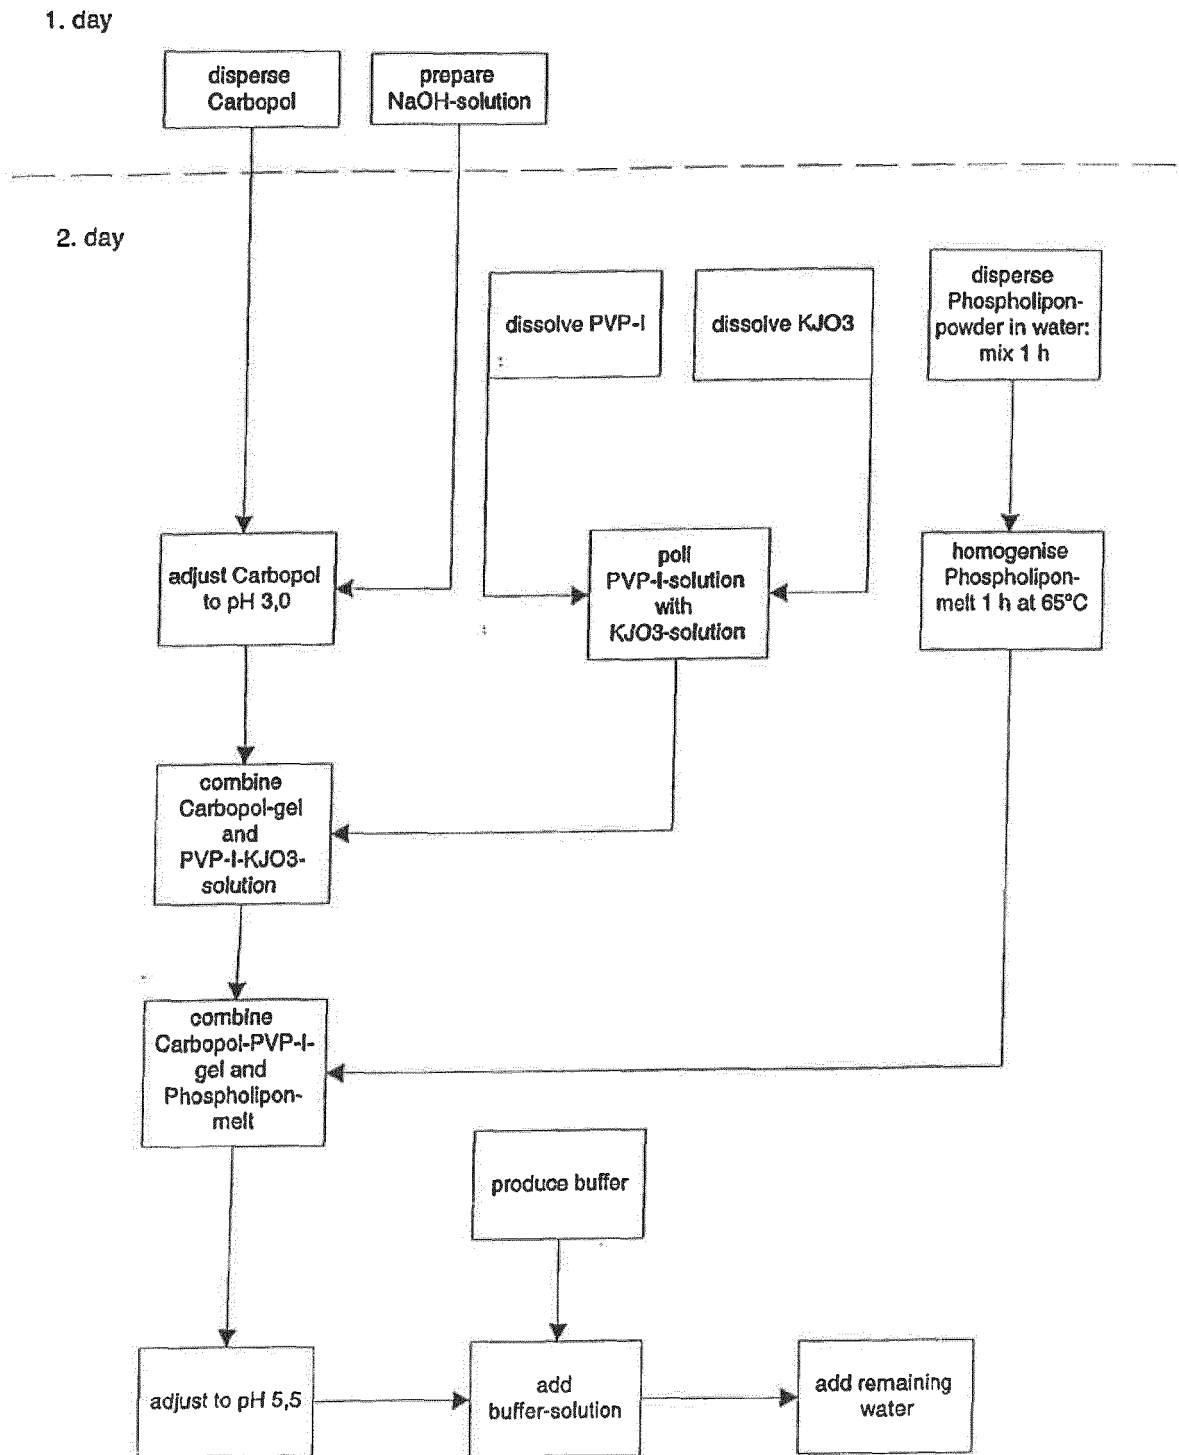 1. day
disperse
Carbopol
prepare
NaOH-solution
2. day
dissolve PVP-I
dissolve KJO3
disperse
Phospholipon-
powder in water:
mix 1 h
adjust Carbopol
to pH 3,0
poll
PVP-I-solution
with
KJO3-solution
homogenise
Phospholipon-
melt 1 h at 65°C
combine
Carbopol-gel
and
PVP-I-KJO3-
solution
combine
Carbopol-PVP-I-
gel and
Phospholipon-
melt
produce buffer
adjust to pH 5,5
add
buffer-solution
add remaining
water